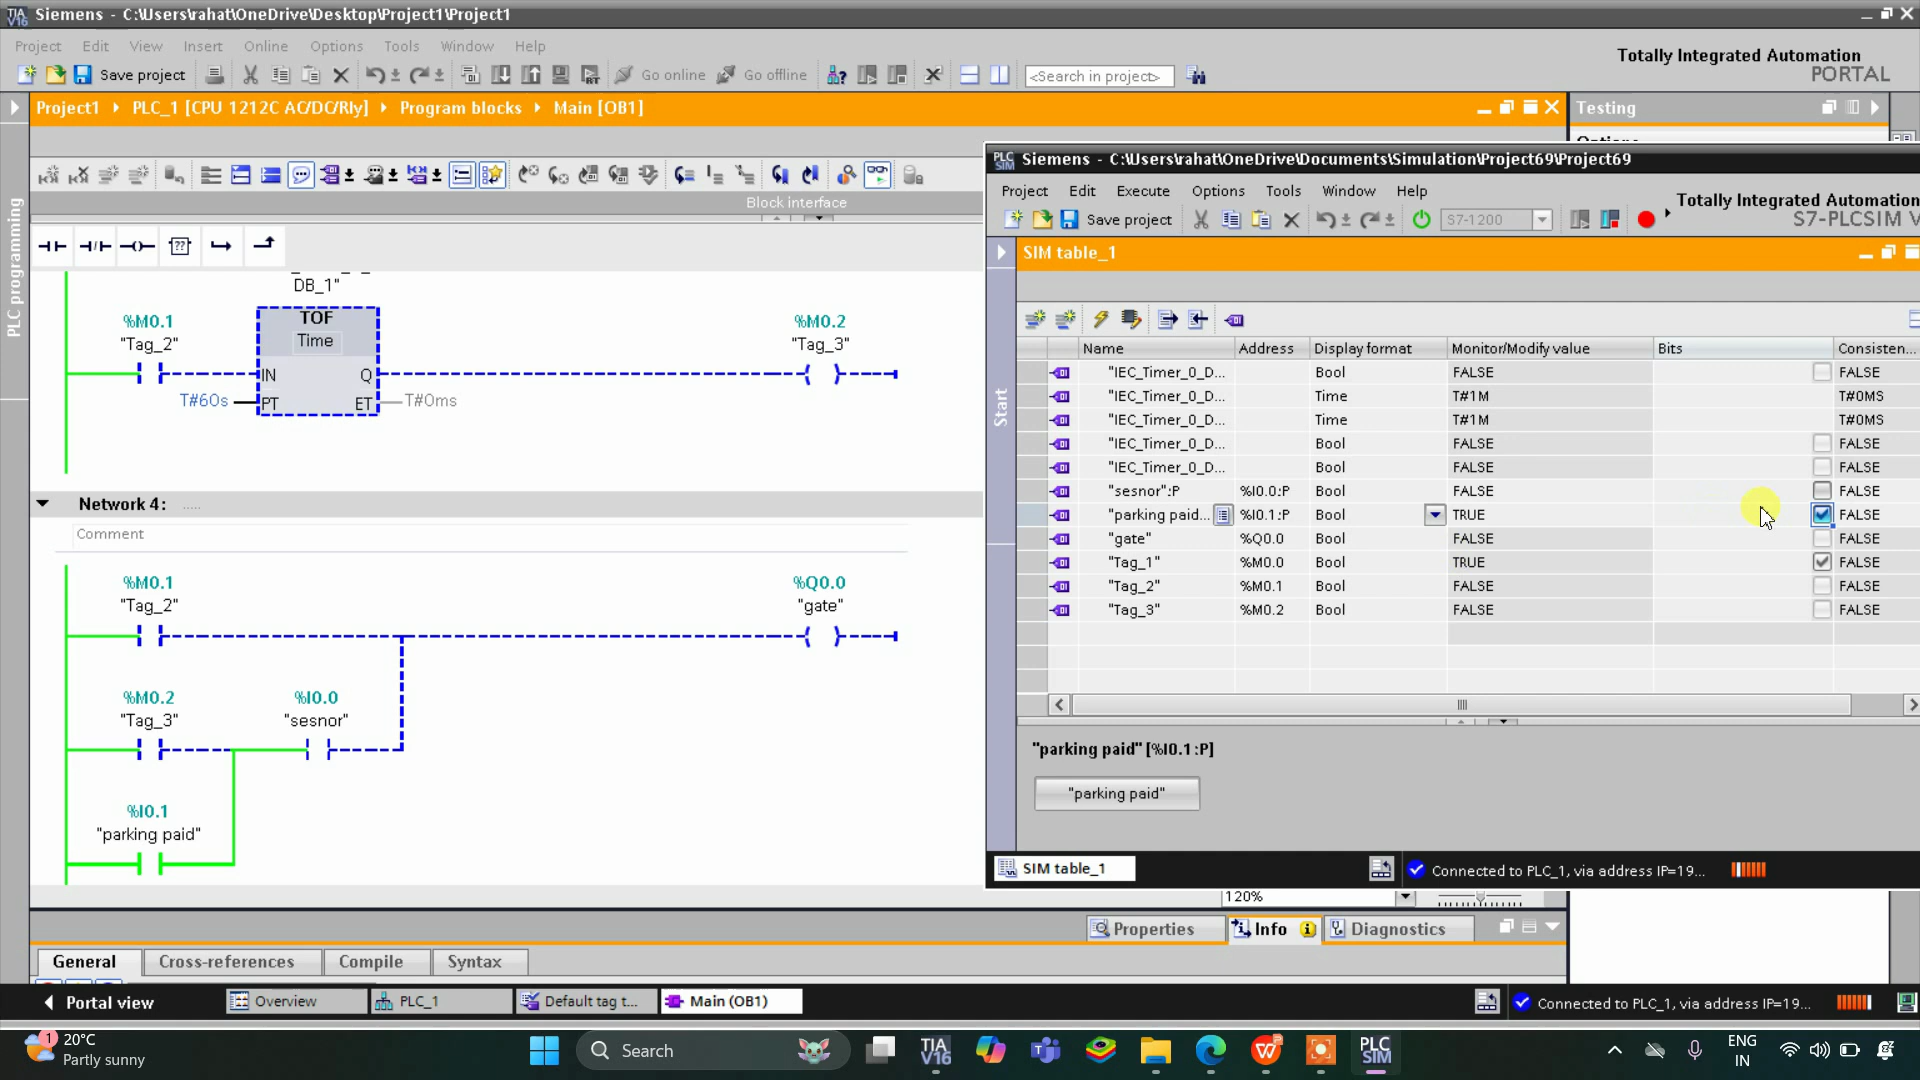 TIA V16 Siemens - C:\Users\rahat\OneDrive\Desktop\Project1\Project1
Project Edit View Insert Online Options Tools Window Help
Save project Go online Go offline <Search in project>
Totally Integrated Automation
PORTAL
Project1 PLC_1 [CPU 1212C AC/DC/Rly] Program blocks Main [OB1]
Testing
Options
PLC programming
Block interface
??
DB_1"
%M0.1
"Tag_2"
TOF
Time
IN
Q
T#60s
PT
ET
T#0ms
%M0.2
"Tag_3"
Network 4: .....
Comment
%M0.1
"Tag_2"
%Q0.0
"gate"
%M0.2
"Tag_3"
%I0.0
"sesnor"
%I0.1
"parking paid"
PLC SIM Siemens - C:\Users\rahat\OneDrive\Documents\Simulation\Project69\Project69
Project Edit Execute Options Tools Window Help
Totally Integrated Automation
S7-PLCSIM V
Save project S7-1200
SIM table_1
Start
Name Address Display format Monitor/Modify value Bits Consisten...
"IEC_Timer_0_D... Bool FALSE FALSE
"IEC_Timer_0_D... Time T#1M T#0MS
"IEC_Timer_0_D... Time T#1M T#0MS
"IEC_Timer_0_D... Bool FALSE FALSE
"IEC_Timer_0_D... Bool FALSE FALSE
"sesnor":P %I0.0:P Bool FALSE FALSE
"parking paid... %I0.1:P Bool TRUE FALSE
"gate" %Q0.0 Bool FALSE FALSE
"Tag_1" %M0.0 Bool TRUE FALSE
"Tag_2" %M0.1 Bool FALSE FALSE
"Tag_3" %M0.2 Bool FALSE FALSE
"parking paid" [%I0.1:P]
"parking paid"
SIM table_1
Connected to PLC_1, via address IP=19...
120%
Properties Info Diagnostics
General Cross-references Compile Syntax
Portal view Overview PLC_1 Default tag t... Main (OB1)
Connected to PLC_1, via address IP=19...
1
20°C
Partly sunny
Search
TIA V16
PLC SIM
ENG
IN